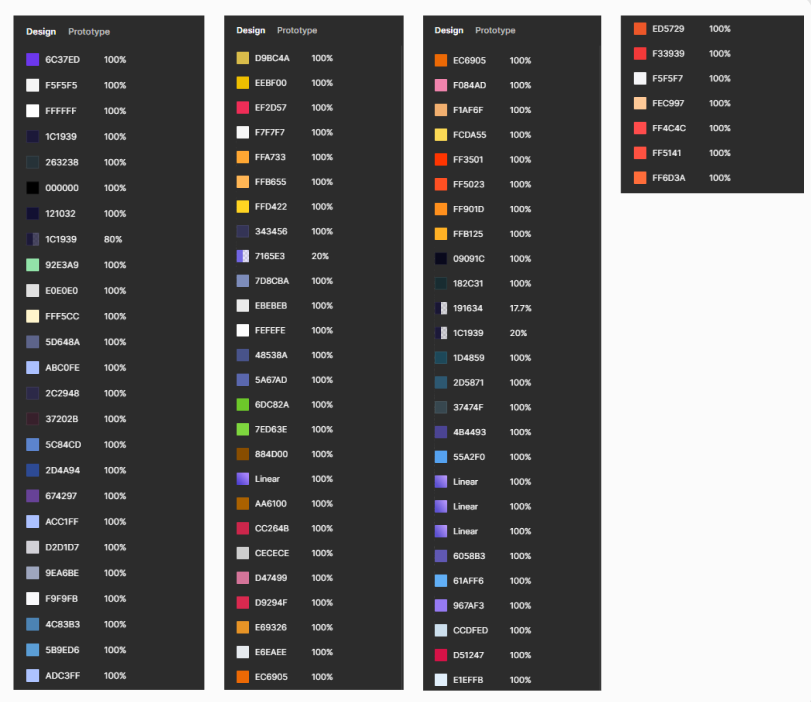 Design Prototype
6C37ED 100%
F5F5F5 100%
FFFFFF 100%
1C1939 100%
263238 100%
000000 100%
121032 100%
1C1939 80%
92E3A9 100%
E0E0E0 100%
FFF5CC 100%
5D648A 100%
ABC0FE 100%
2C2948 100%
37202B 100%
5C84CD 100%
2D4A94 100%
674297 100%
ACC1FF 100%
D2D1D7 100%
9EA6BE 100%
F9F9FB 100%
4C83B3 100%
5B9ED6 100%
ADC3FF 100%
Design Prototype
D9BC4A 100%
EEBF00 100%
EF2D57 100%
F7F7F7 100%
FFA733 100%
FFB655 100%
FFD422 100%
343456 100%
7165E3 20%
7D8CBA 100%
EBEBEB 100%
FEFEFE 100%
48538A 100%
5A67AD 100%
6DC82A 100%
7ED63E 100%
884D00 100%
Linear 100%
AA6100 100%
CC264B 100%
CECECE 100%
D47499 100%
D9294F 100%
E69326 100%
E6EAEE 100%
EC6905 100%
Design Prototype
EC6905 100%
F084AD 100%
F1AF6F 100%
FCDA55 100%
FF3501 100%
FF5023 100%
FF901D 100%
FFB125 100%
09091C 100%
182C31 100%
191634 17.7%
1C1939 20%
1D4859 100%
2D5871 100%
37474F 100%
4B4493 100%
55A2F0 100%
Linear 100%
Linear 100%
Linear 100%
6058B3 100%
61AFF6 100%
967AF3 100%
CCDFED 100%
D51247 100%
E1EFFB 100%
ED5729 100%
F33939 100%
F5F5F7 100%
FEC997 100%
FF4C4C 100%
FF5141 100%
FF6D3A 100%